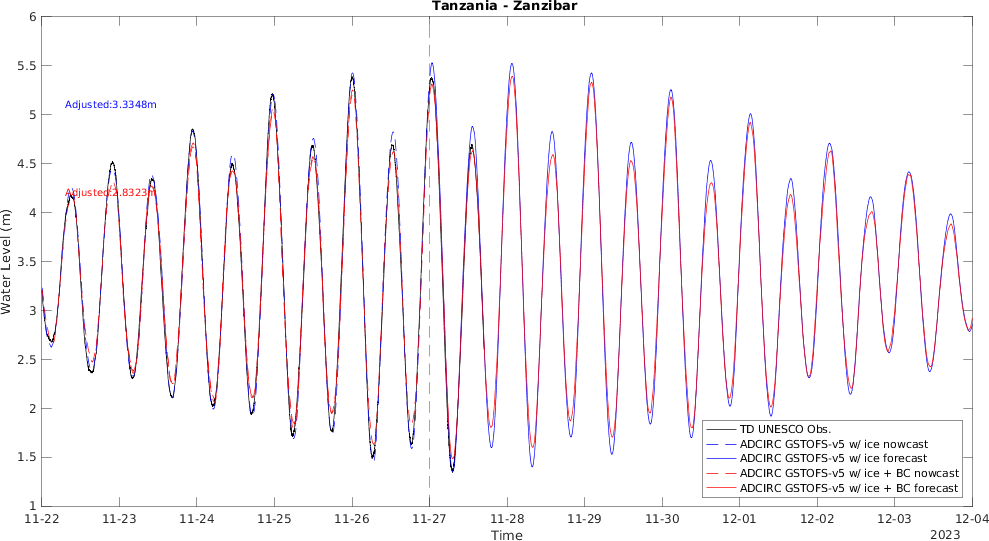 Tanzania - Zanzibar
6
5.5
5
4.5
4
3.5
3
2.5
2
1.5
1
Water Level (m)
Adjusted:3.3348m
Adjusted:2.8323m
TD UNESCO Obs.
ADCIRC GSTOFS-v5 w/ ice nowcast
ADCIRC GSTOFS-v5 w/ ice forecast
ADCIRC GSTOFS-v5 w/ ice + BC nowcast
ADCIRC GSTOFS-v5 w/ ice + BC forecast
11-22 11-23 11-24 11-25 11-26 11-27 11-28 11-29 11-30 12-01 12-02 12-03 12-04
Time
2023